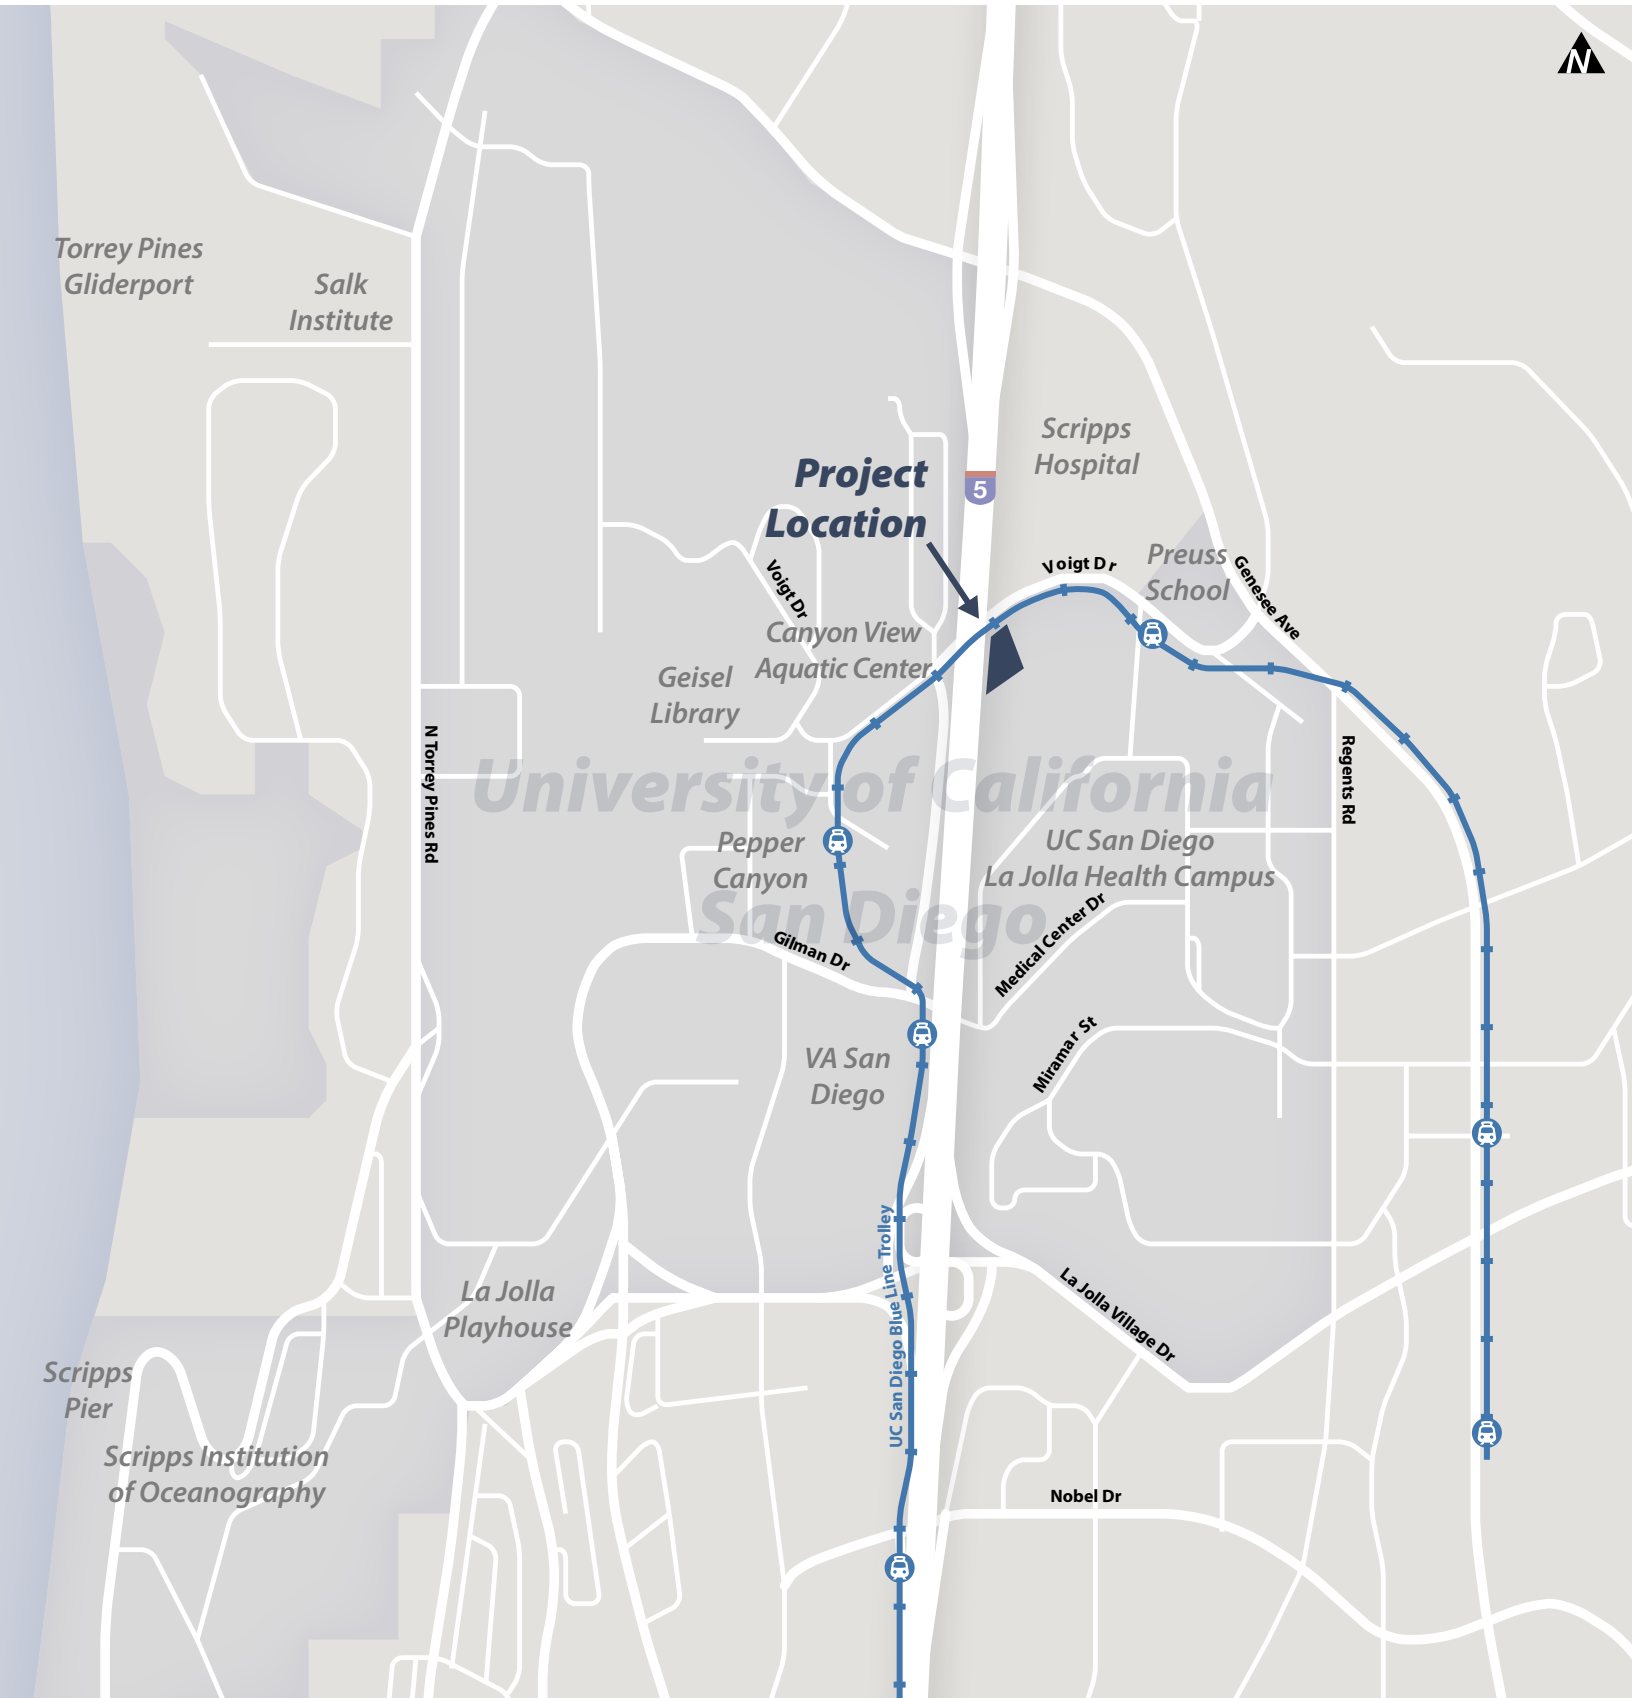 N
Torrey Pines
Gliderport
Salk
Institute
Scripps
Hospital
Project
Location
5
Voigt Dr
Preuss
School
Genesee Ave
Voigt Dr
Canyon View
Aquatic Center
Geisel
Library
N Torrey Pines Rd
Regents Rd
University of California
San Diego
Pepper
Canyon
UC San Diego
La Jolla Health Campus
Gilman Dr
Medical Center Dr
Miramar St
VA San
Diego
UC San Diego Blue Line Trolley
La Jolla
Playhouse
La Jolla Village Dr
Scripps
Pier
Scripps Institution
of Oceanography
Nobel Dr